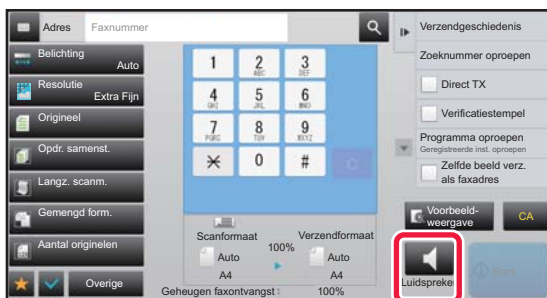 Adres
Faxnummer
Belichting
Auto
Resolutie
Extra Fijn
Origineel
Opdr. samenst.
Langz. scanm.
Gemengd form.
Aantal originelen
Overige
1
2
ABC
3
DEF
4
GHI
5
JKL
6
MNO
7
PQRS
8
TUV
9
WXYZ
0
#
C
Scanformaat
100%
Verzendformaat
Auto
A4
Auto
A4
Geheugen faxontvangst:
100%
Verzendgeschiedenis
Zoeknummer oproepen
Direct TX
Verificatiestempel
Programma oproepen
Geregistreerde inst. oproepen
Zelfde beeld verz.
als faxadres
Voorbeeld-
weergave
CA
Luidspreker
Start